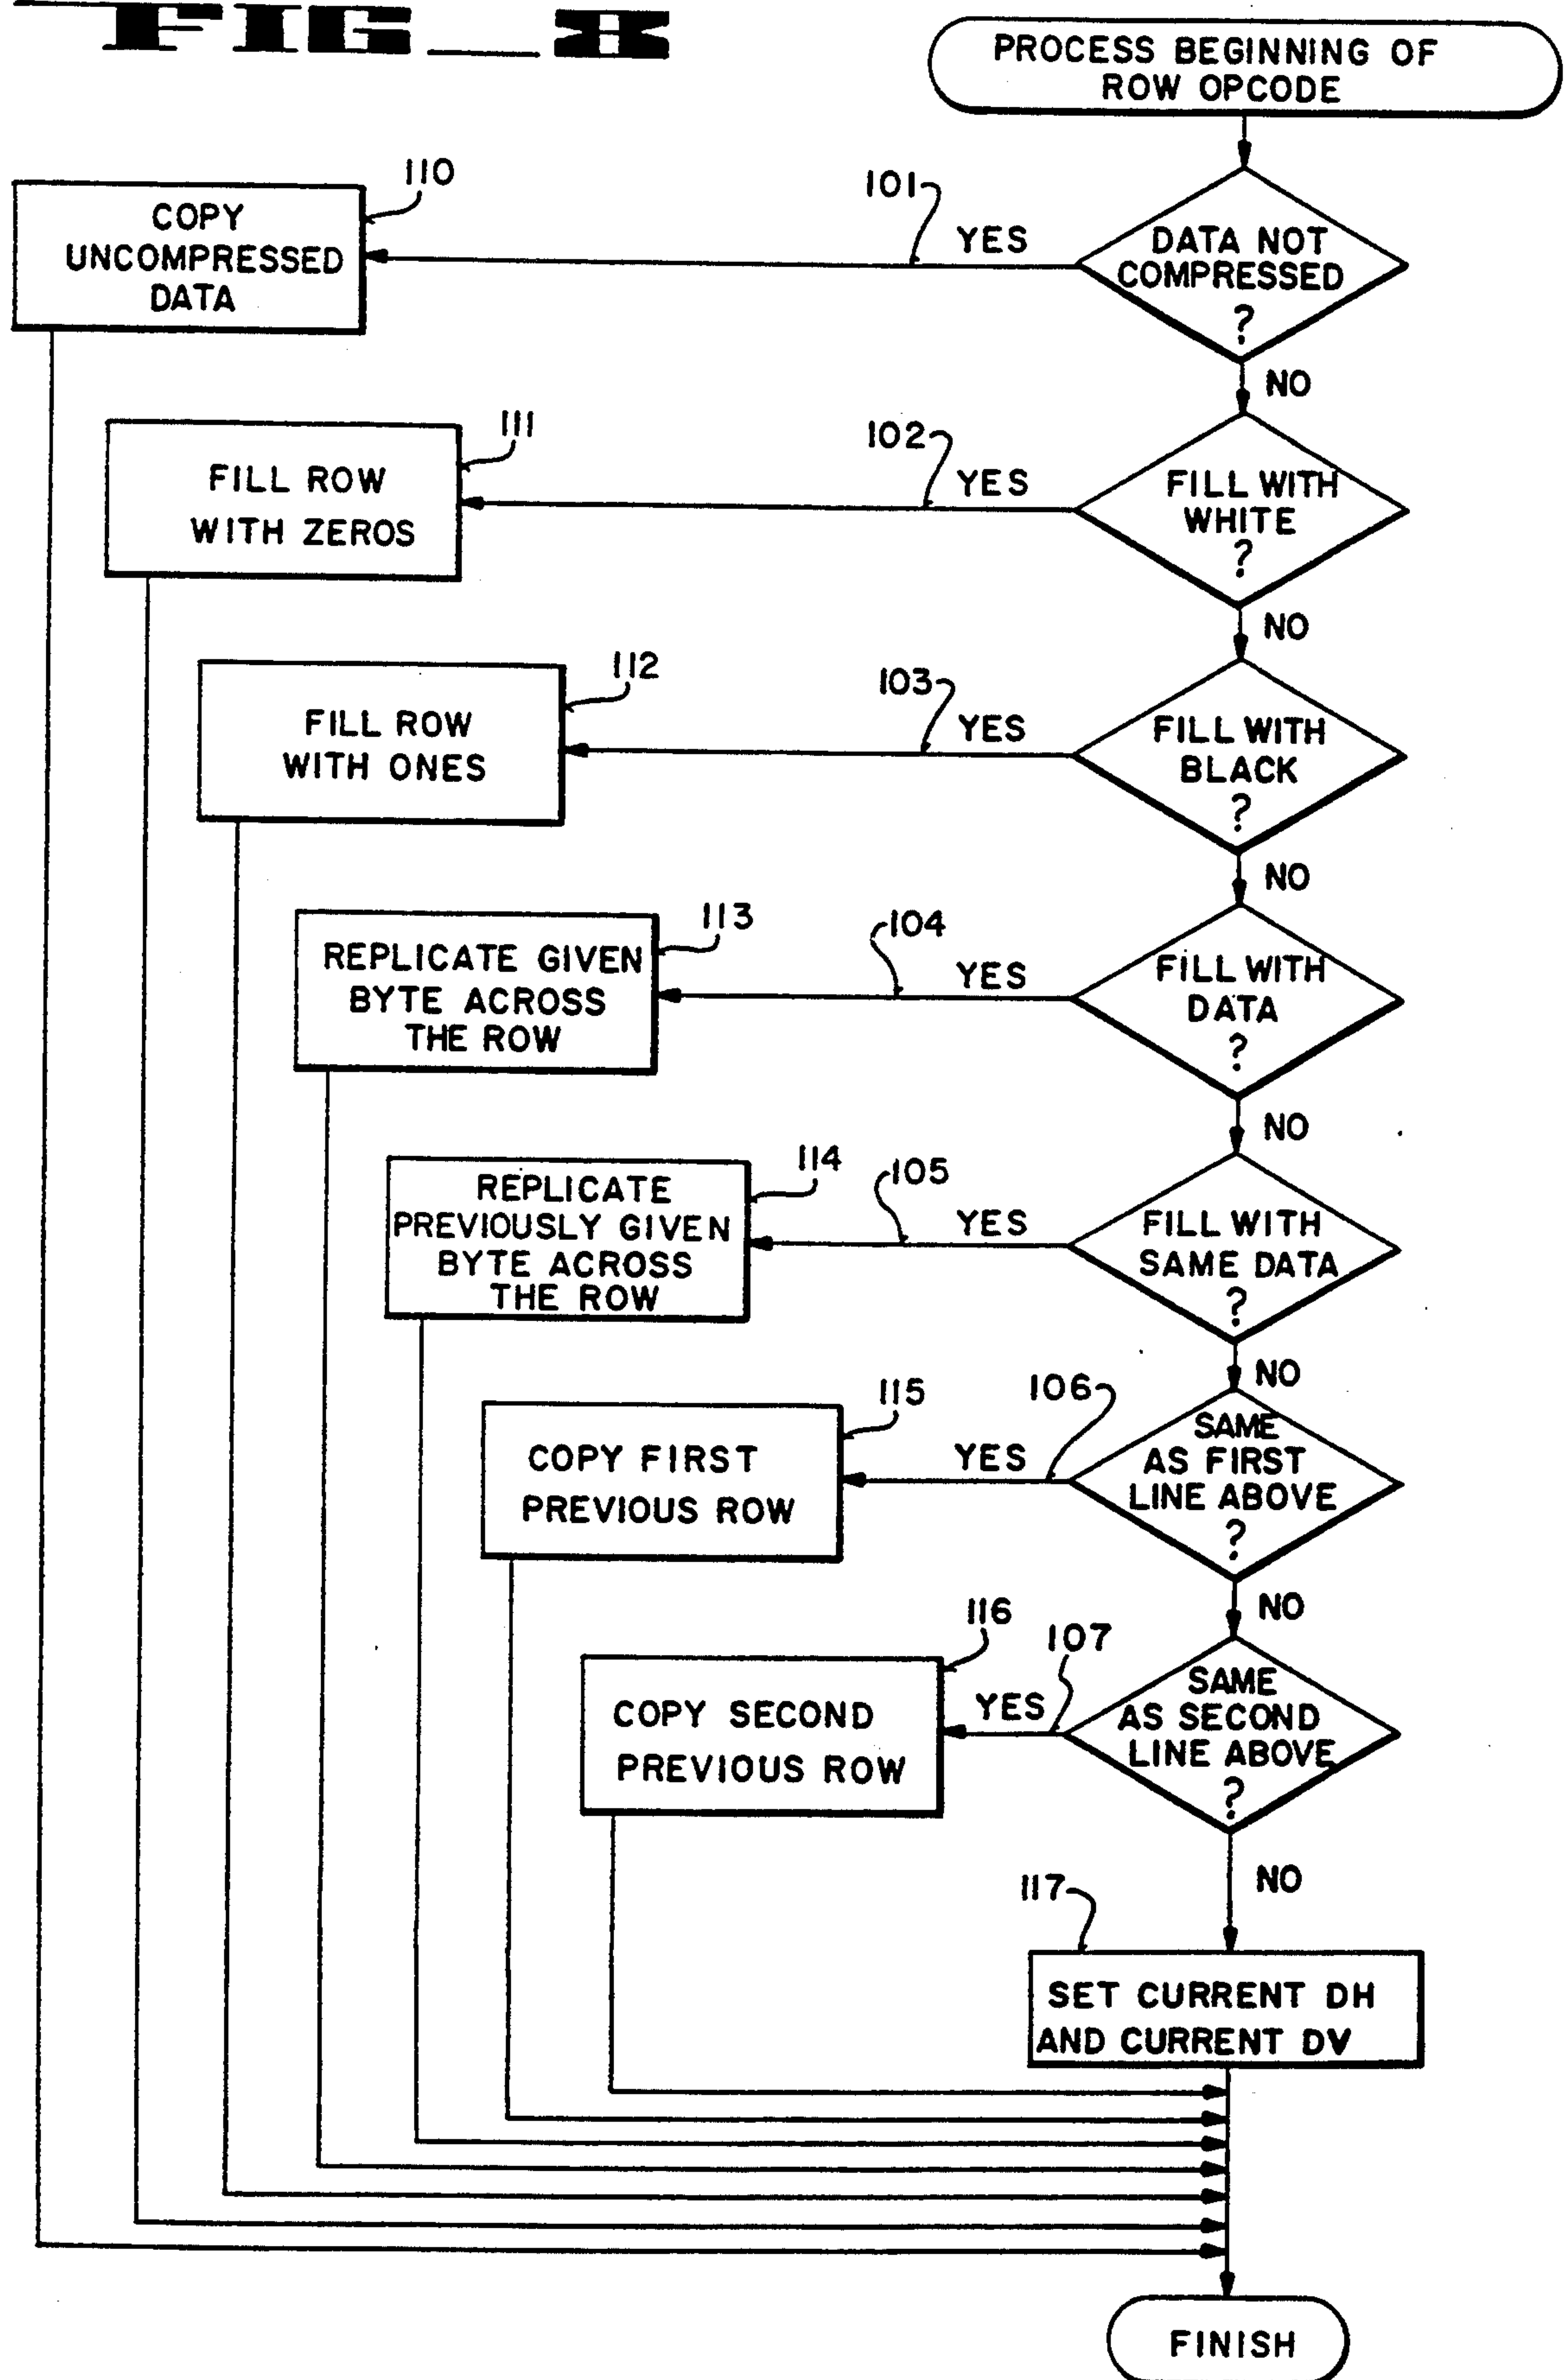 FIG_8
PROCESS BEGINNING OF
ROW OPCODE
110
COPY
UNCOMPRESSED
DATA
101
YES
DATA NOT
COMPRESSED
?
NO
111
FILL ROW
WITH ZEROS
102
YES
FILL WITH
WHITE
?
NO
112
FILL ROW
WITH ONES
103
YES
FILL WITH
BLACK
?
NO
113
REPLICATE GIVEN
BYTE ACROSS
THE ROW
104
YES
FILL WITH
DATA
?
NO
114
REPLICATE
PREVIOUSLY GIVEN
BYTE ACROSS
THE ROW
105
YES
FILL WITH
SAME DATA
?
NO
115
COPY FIRST
PREVIOUS ROW
106
YES
SAME
AS FIRST
LINE ABOVE
?
NO
116
COPY SECOND
PREVIOUS ROW
107
YES
SAME
AS SECOND
LINE ABOVE
?
NO
117
SET CURRENT DH
AND CURRENT DV
FINISH